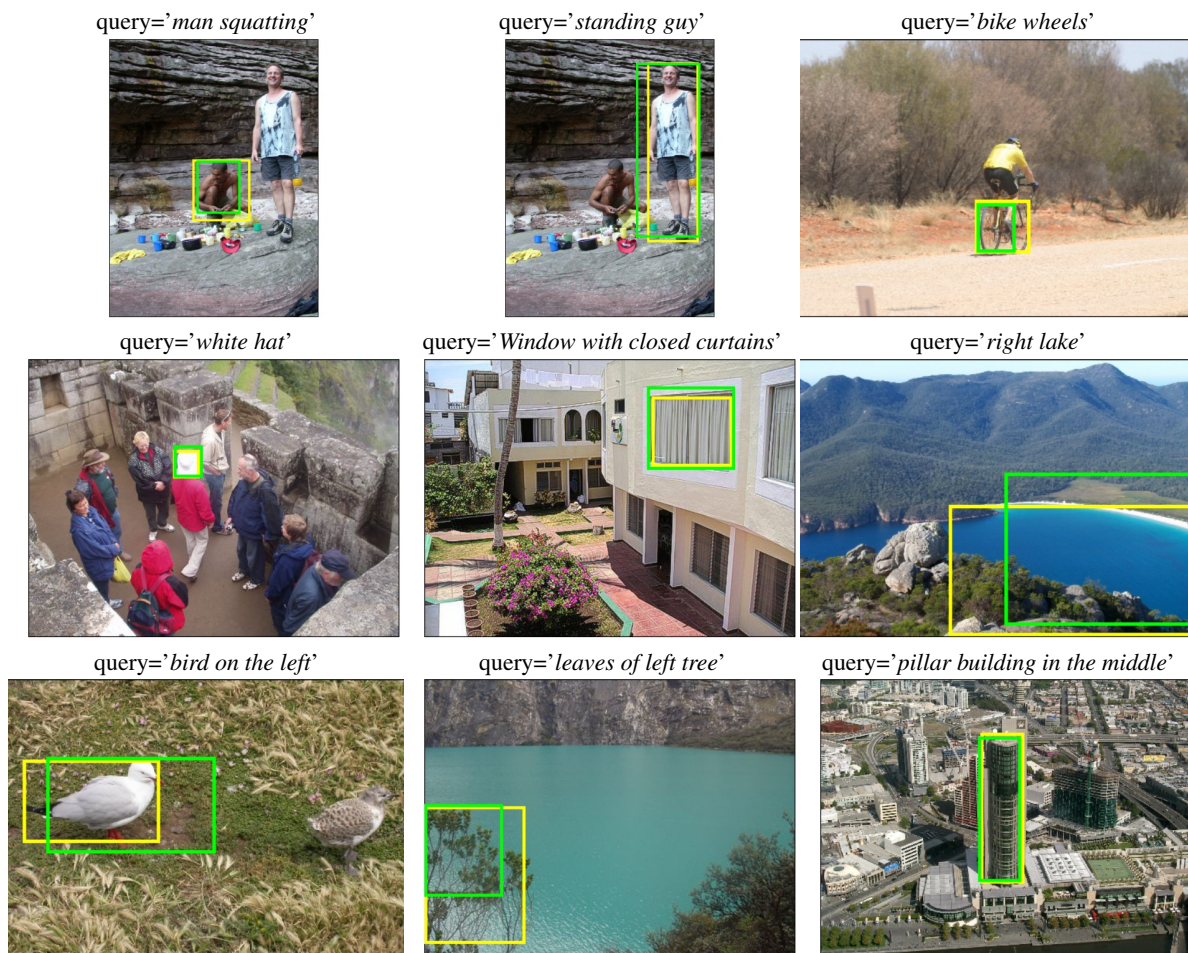 query='man squatting'
query='standing guy'
query='bike wheels'
query='white hat'
query='Window with closed curtains'
query='right lake'
query='bird on the left'
query='leaves of left tree'
query='pillar building in the middle'